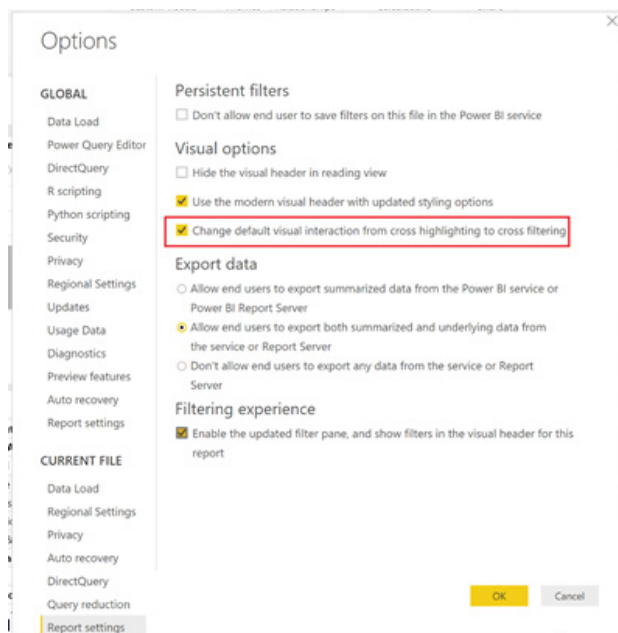 Options
GLOBAL
Data Load
Power Query Editor
DirectQuery
R scripting
Python scripting
Security
Privacy
Regional Settings
Updates
Usage Data
Diagnostics
Preview features
Auto recovery
Report settings
CURRENT FILE
Data Load
Regional Settings
Privacy
Auto recovery
DirectQuery
Query reduction
Report settings
Persistent filters
Don't allow end user to save filters on this file in the Power BI service
Visual options
Hide the visual header in reading view
Use the modern visual header with updated styling options
Change default visual interaction from cross highlighting to cross filtering
Export data
Allow end users to export summarized data from the Power BI service or
Power BI Report Server
Allow end users to export both summarized and underlying data from
the service or Report Server
Don't allow end users to export any data from the service or Report
Server
Filtering experience
Enable the updated filter pane, and show filters in the visual header for this
report
OK
Cancel